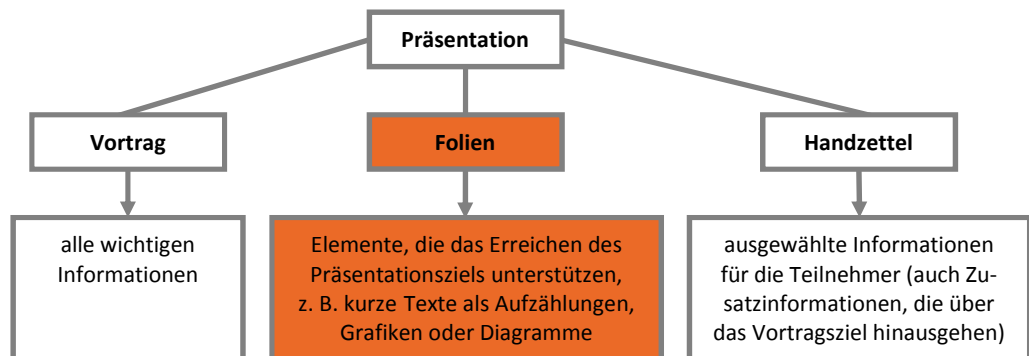 Präsentation
Vortrag
Folien
Handzettel
alle wichtigen
Informationen
Elemente, die das Erreichen des
Präsentationsziels unterstützen,
z. B. kurze Texte als Aufzählungen,
Grafiken oder Diagramme
ausgewählte Informationen
für die Teilnehmer (auch Zu-
satzinformationen, die über
das Vortragsziel hinausgehen)